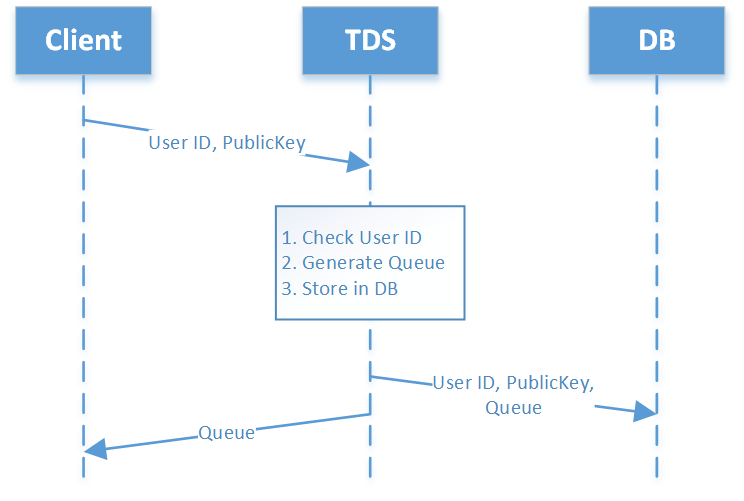 Client
TDS
DB
User ID, PublicKey
1. Check User ID
2. Generate Queue
3. Store in DB
User ID, PublicKey,
Queue
Queue